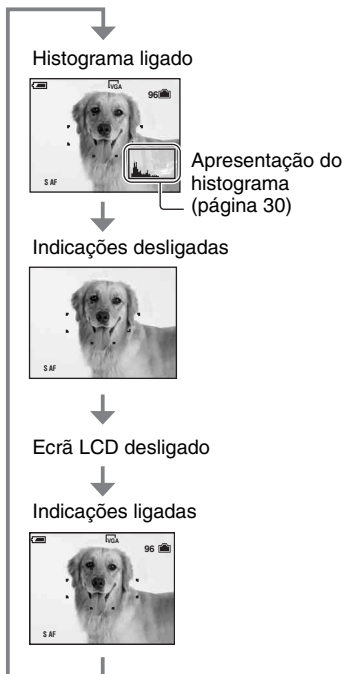 Histograma ligado
VGA
96
S AF
Apresentação do
histograma
(página 30)
Indicações desligadas
S AF
Ecrã LCD desligado
Indicações ligadas
VGA
96
S AF